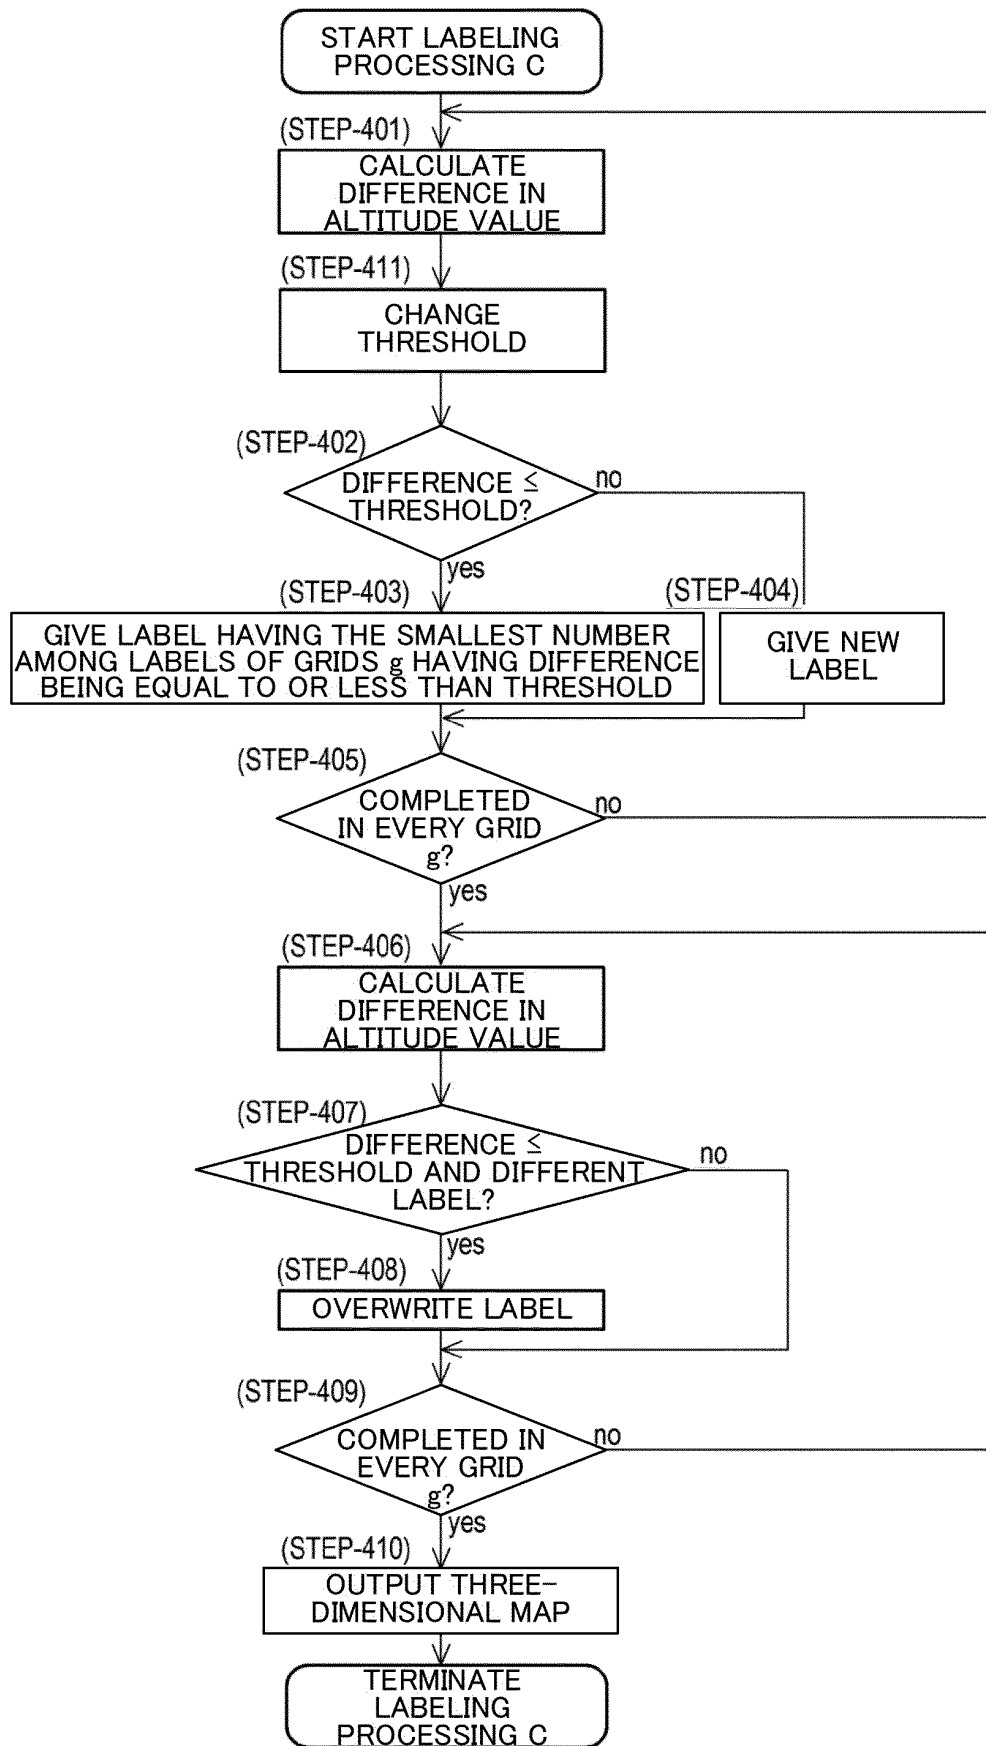 START LABELING
PROCESSING C
(STEP-401)
CALCULATE
DIFFERENCE IN
ALTITUDE VALUE
(STEP-411)
CHANGE
THRESHOLD
(STEP-402)
DIFFERENCE ≤
THRESHOLD?
no
yes
(STEP-403)
GIVE LABEL HAVING THE SMALLEST NUMBER
AMONG LABELS OF GRIDS g HAVING DIFFERENCE
BEING EQUAL TO OR LESS THAN THRESHOLD
(STEP-404)
GIVE NEW
LABEL
(STEP-405)
COMPLETED
IN EVERY GRID
g?
no
yes
(STEP-406)
CALCULATE
DIFFERENCE IN
ALTITUDE VALUE
(STEP-407)
DIFFERENCE ≤
THRESHOLD AND DIFFERENT
LABEL?
no
yes
(STEP-408)
OVERWRITE LABEL
(STEP-409)
COMPLETED IN
EVERY GRID
g?
no
yes
(STEP-410)
OUTPUT THREE-
DIMENSIONAL MAP
TERMINATE
LABELING
PROCESSING C